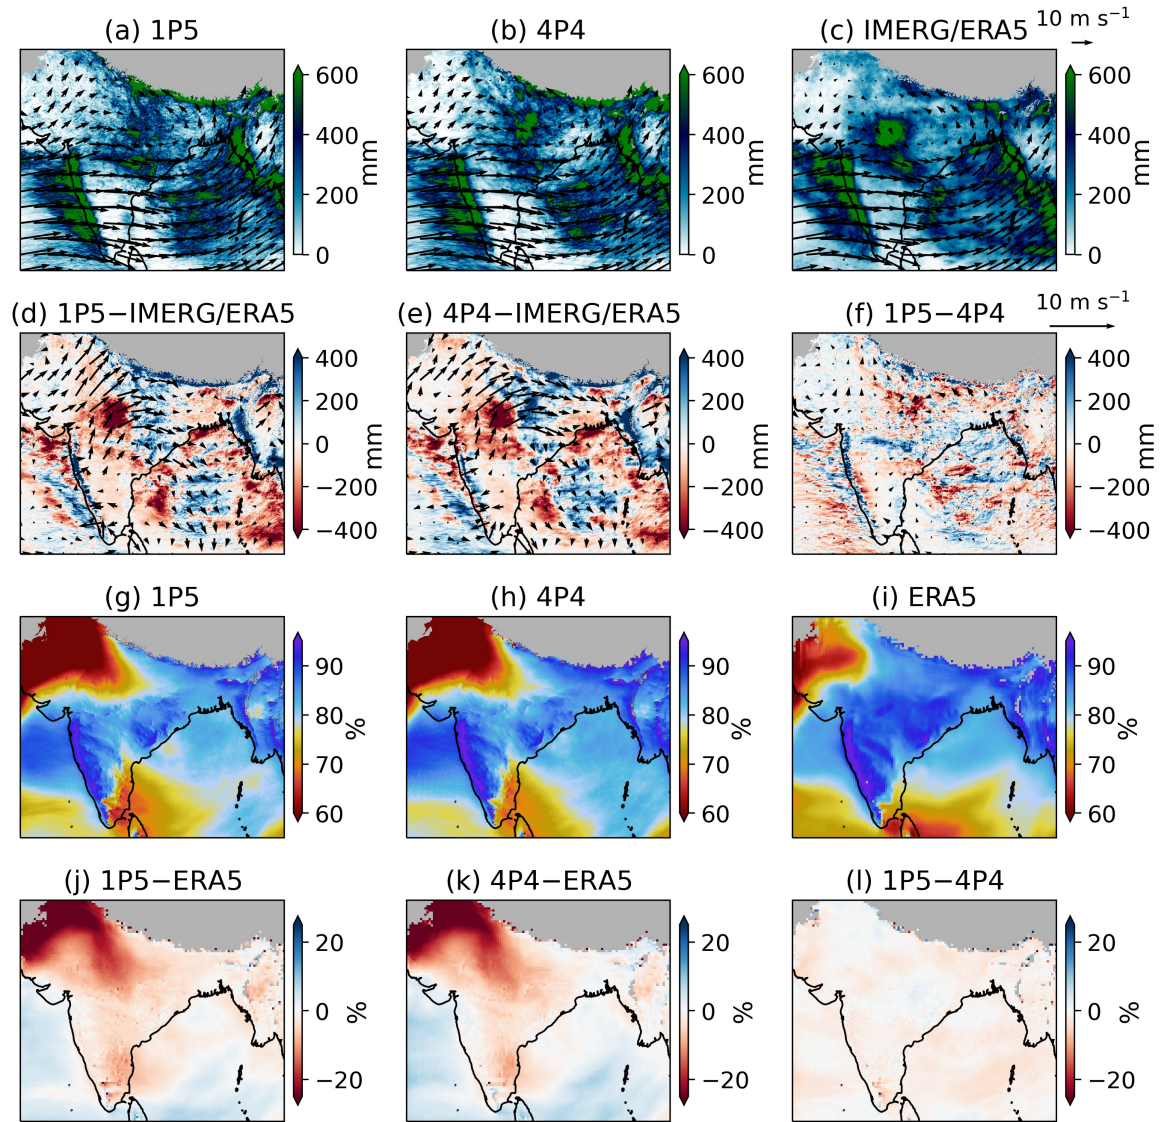 (a) 1P5
(b) 4P4
(c) IMERG/ERA5
10 m s⁻¹
600
400
200
0
mm
600
400
200
0
mm
600
400
200
0
mm
(d) 1P5−IMERG/ERA5
(e) 4P4−IMERG/ERA5
(f) 1P5−4P4
10 m s⁻¹
400
200
0
−200
−400
mm
400
200
0
−200
−400
mm
400
200
0
−200
−400
mm
(g) 1P5
(h) 4P4
(i) ERA5
90
80
70
60
%
90
80
70
60
%
90
80
70
60
%
(j) 1P5−ERA5
(k) 4P4−ERA5
(l) 1P5−4P4
20
0
−20
%
20
0
−20
%
20
0
−20
%